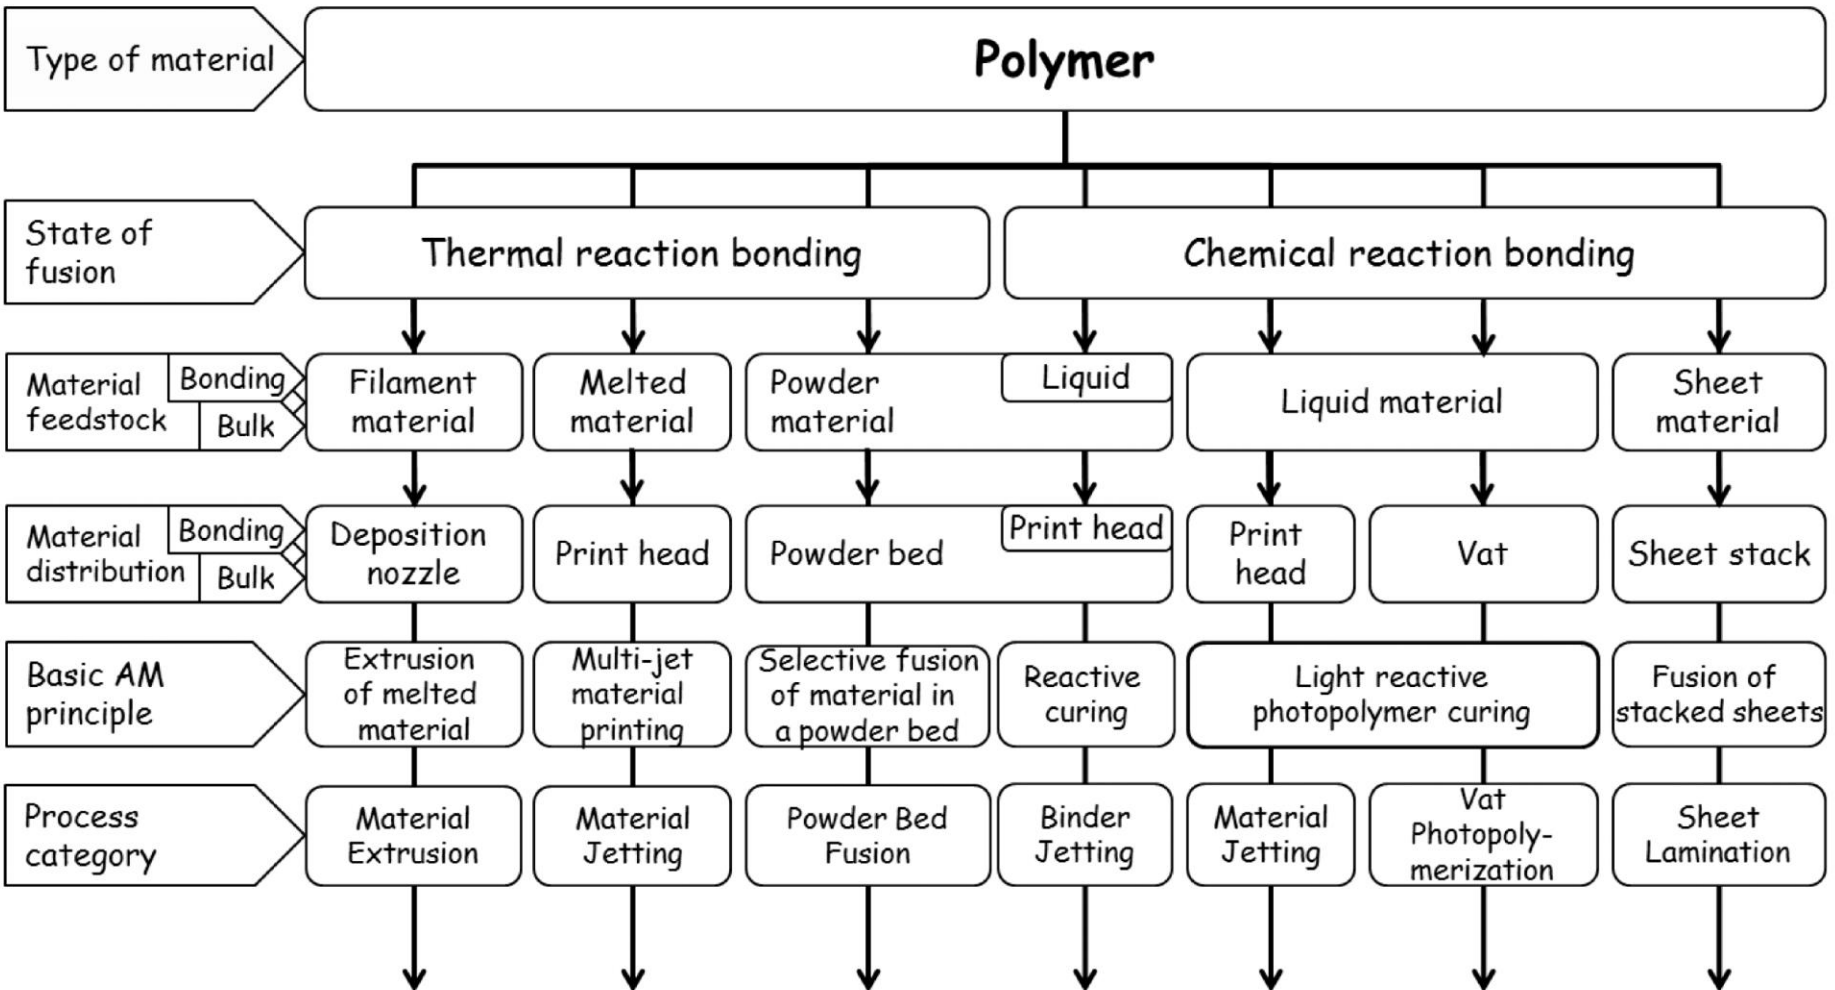 Type of material
Polymer
State of
fusion
Thermal reaction bonding
Chemical reaction bonding
Material
feedstock
Bonding
Bulk
Filament
material
Melted
material
Powder
material
Liquid
Liquid material
Sheet
material
Material
distribution
Bonding
Bulk
Deposition
nozzle
Print head
Powder bed
Print head
Print
head
Vat
Sheet stack
Basic AM
principle
Extrusion
of melted
material
Multi-jet
material
printing
Selective fusion
of material in
a powder bed
Reactive
curing
Light reactive
photopolymer curing
Fusion of
stacked sheets
Process
category
Material
Extrusion
Material
Jetting
Powder Bed
Fusion
Binder
Jetting
Material
Jetting
Vat
Photopoly-
merization
Sheet
Lamination